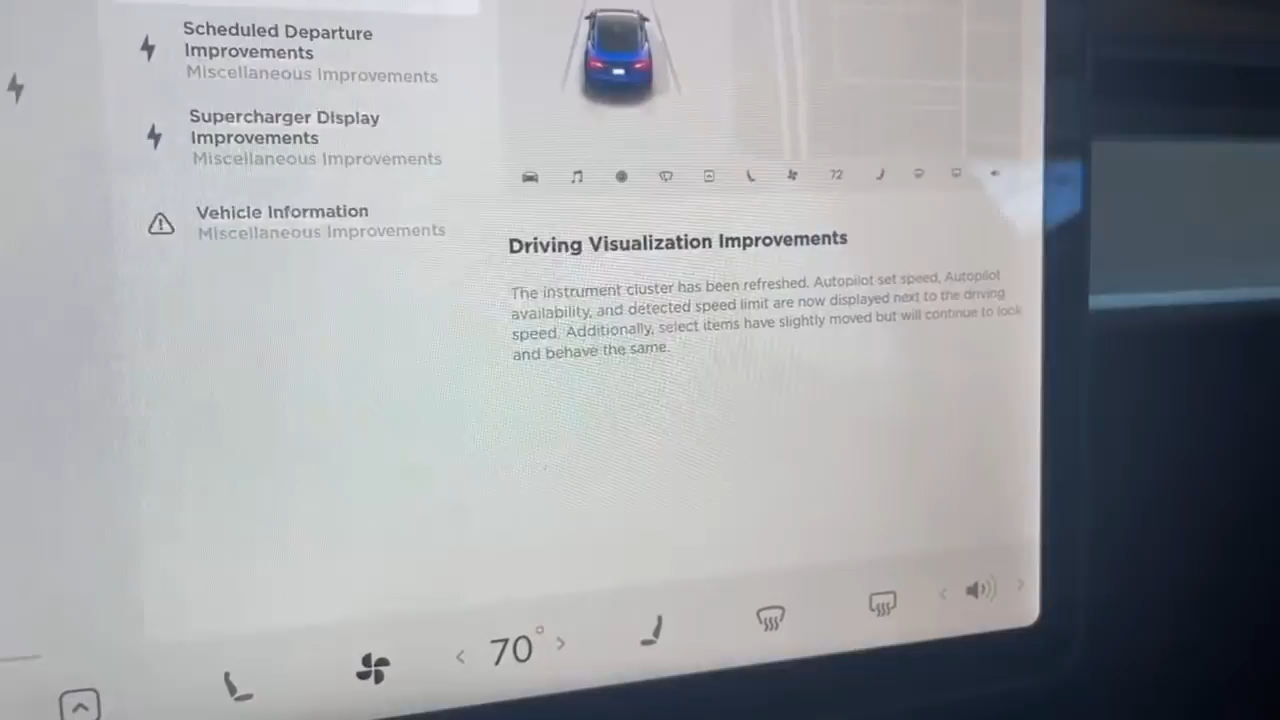 Scheduled Departure
Improvements
Miscellaneous Improvements
Supercharger Display
Improvements
Miscellaneous Improvements
Vehicle Information
Miscellaneous Improvements
72
Driving Visualization Improvements
The instrument cluster has been refreshed. Autopilot set speed, Autopilot
availability, and detected speed limit are now displayed next to the driving
speed. Additionally, select items have slightly moved but will continue to look
and behave the same.
< 70° >